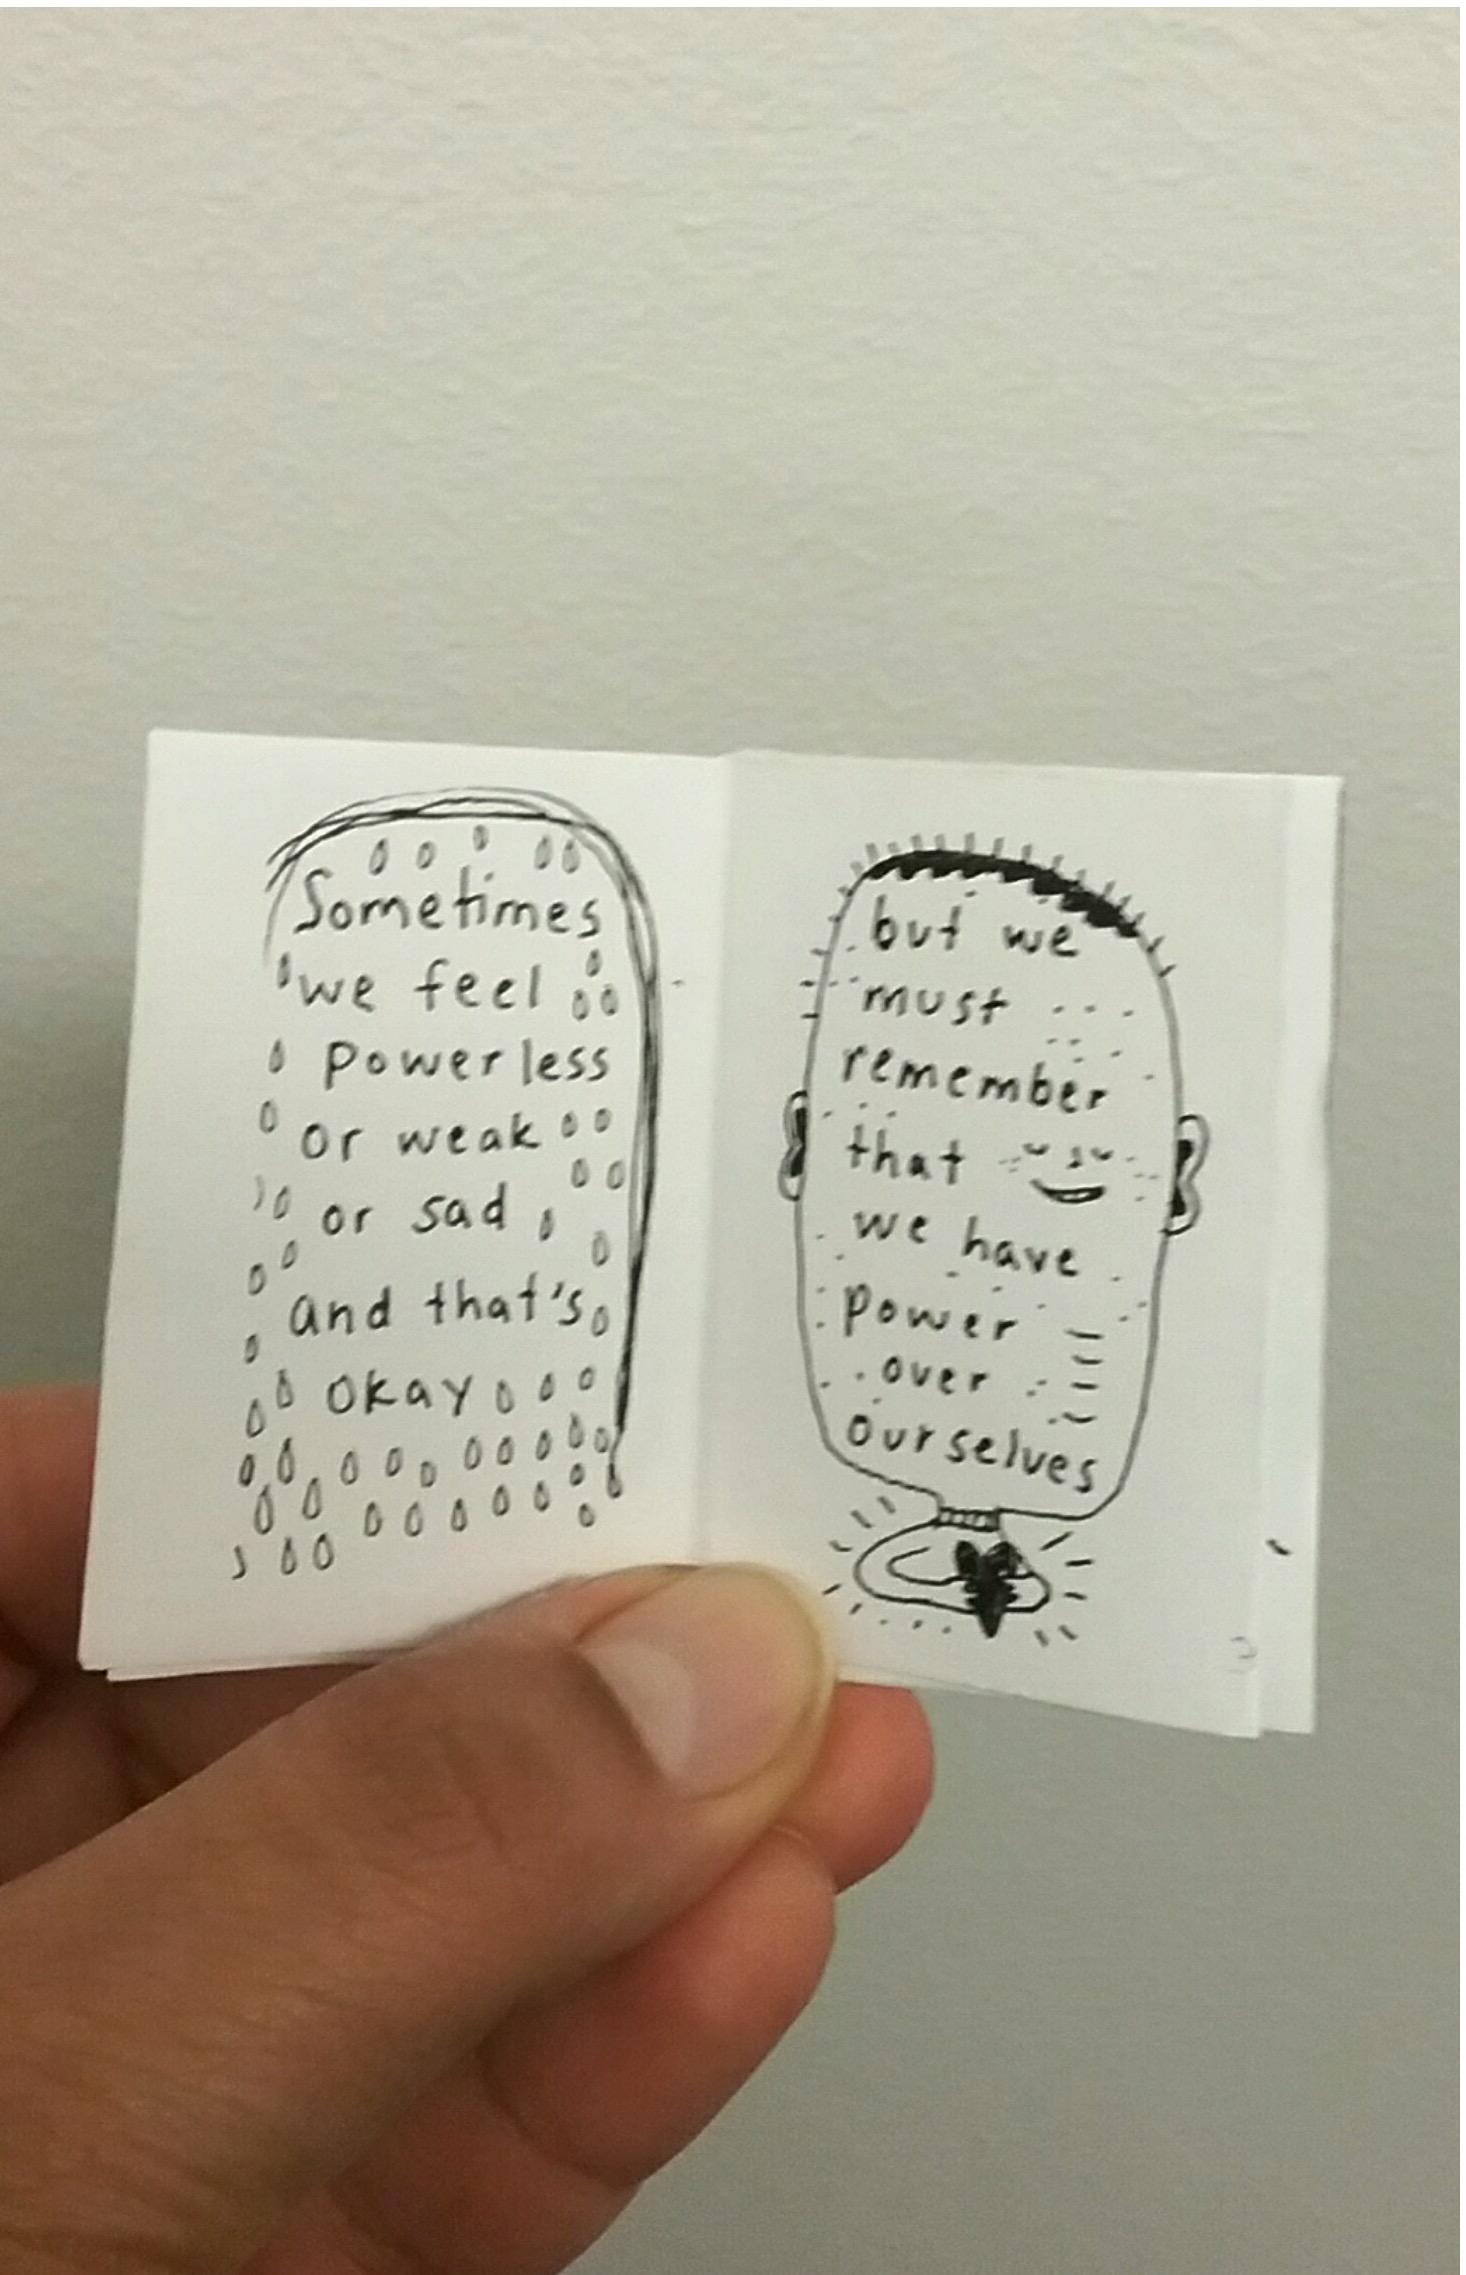 Sometimes
we feel
powerless
or weak
or sad
and that's
okay
but we
must
remember
that
we have
power
over
ourselves